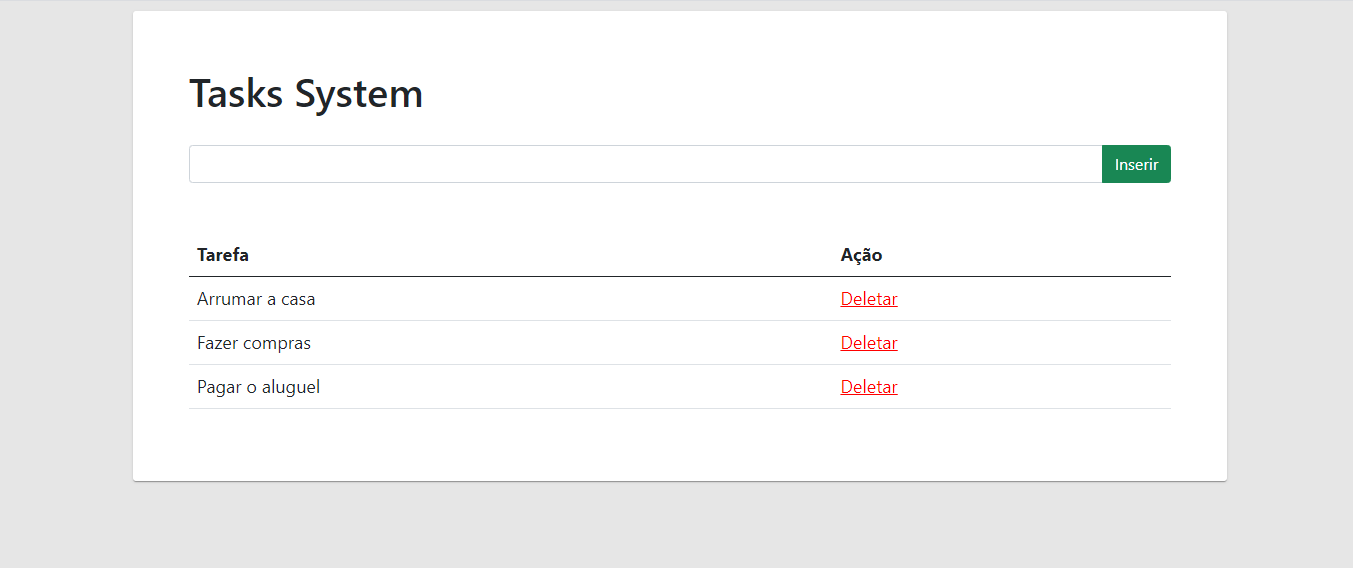 Tasks System
Inserir
Tarefa Ação
Arrumar a casa Deletar
Fazer compras Deletar
Pagar o aluguel Deletar